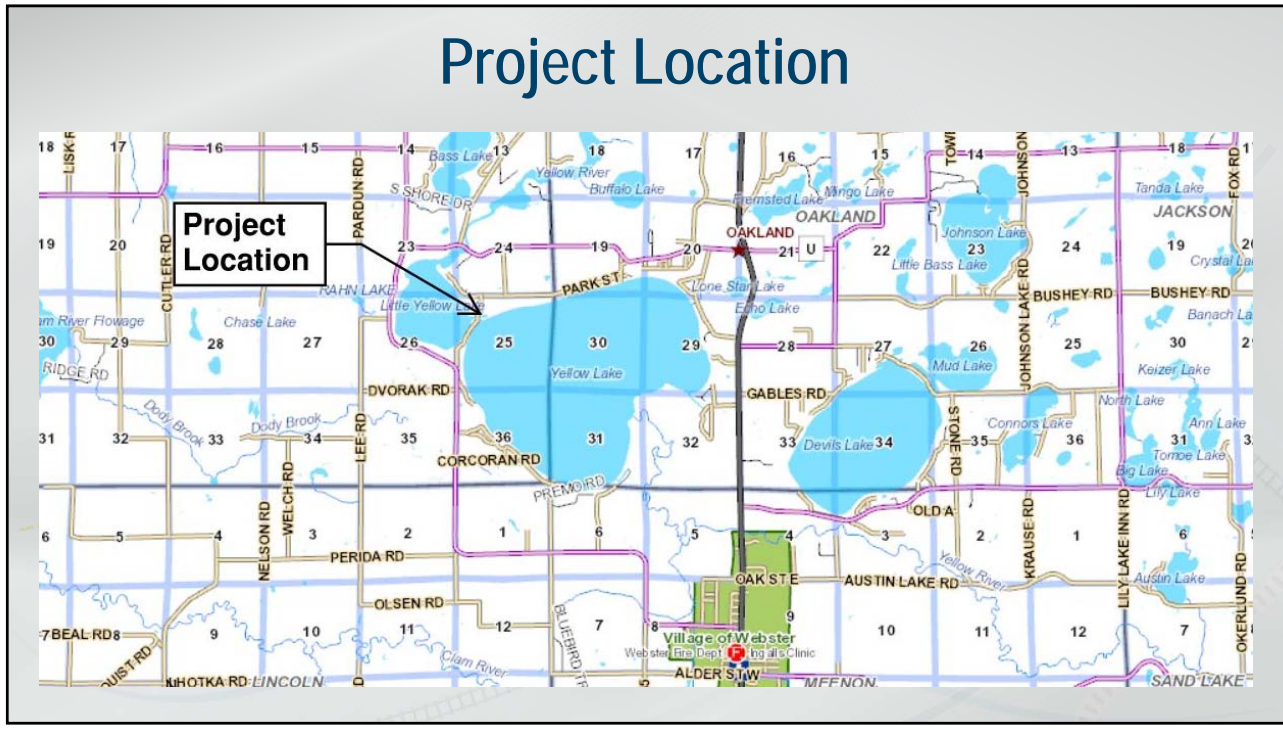 Project Location
18 17 16 15 14 Bass Lake 13 18 17 16 15 14 13 18
LISK R
Yellow River
Buffalo Lake
PARDUN RD
S SHORE DR
Mingo Lake
Tanda Lake
FOX RD
JOHNSON
OAKLAND
JACKSON
Project
Location
19 20 CUTLER RD 23 24 19 20 OAKLAND 21 U 22 Johnson Lake 23 24 19
Little Bass Lake
PARK ST
RAHN LAKE
Little Yellow Lake
Lone Star Lake
BUSHEY RD BUSHEY RD
Echo Lake
JOHNSON LAKE RD
Banach La
am River Flowage
Chase Lake
30 29 28 27 26 25 30 29 28 27 26 25 30
RIDGE RD
Yellow Lake
Mud Lake
Keizer Lake
DVORAK RD
GABLES RD
North Lake
Dody Brook
Dody Brook
STONE RD
Connors Lake
Ann Lake
31 32 33 34 LEE RD 35 36 31 32 33 Devils Lake 34 35 36 31
CORCORAN RD
Big Lake
PREMO RD
Lily Lake
NELSON RD
WELCH RD
OLD A
6 5 4 3 2 1 6 5 4 3 2 1 6
KRAUSE RD
LILY LAKE INN RD
PERIDA RD
Yellow River
OAK ST E
AUSTIN LAKE RD
Austin Lake
OKERLUND RD
OLSEN RD
BLUEBIRD TR
7 BEAL RD 8 9 10 11 12 7 8 9 10 11 12 7
Village of Webster
Clam River
Webster Fire Dept F Ingalls Clinic
QUIST RD
ALDER ST W
NHOTKA RD LINCOLN
MEENON
SAND LAKE